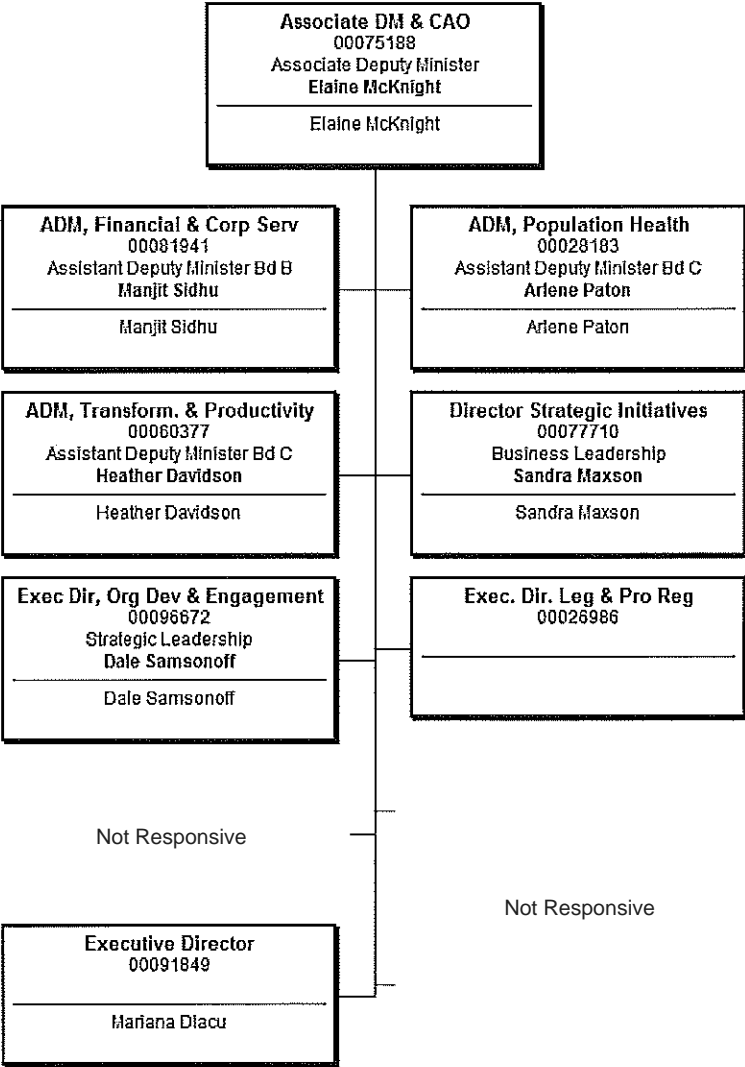 Associate DM & CAO
00075188
Associate Deputy Minister
Elaine McKnight
Elaine McKnight
ADM, Financial & Corp Serv
00081941
Assistant Deputy Minister Bd B
Manjit Sidhu
Manjit Sidhu
ADM, Population Health
00028183
Assistant Deputy Minister Bd C
Arlene Paton
Arlene Paton
ADM, Transform. & Productivity
00060377
Assistant Deputy Minister Bd C
Heather Davidson
Heather Davidson
Director Strategic Initiatives
00077710
Business Leadership
Sandra Maxson
Sandra Maxson
Exec Dir, Org Dev & Engagement
00096672
Strategic Leadership
Dale Samsonoff
Dale Samsonoff
Exec. Dir. Leg & Pro Reg
00026986
Not Responsive
Not Responsive
Executive Director
00091849
Mariana Diacu